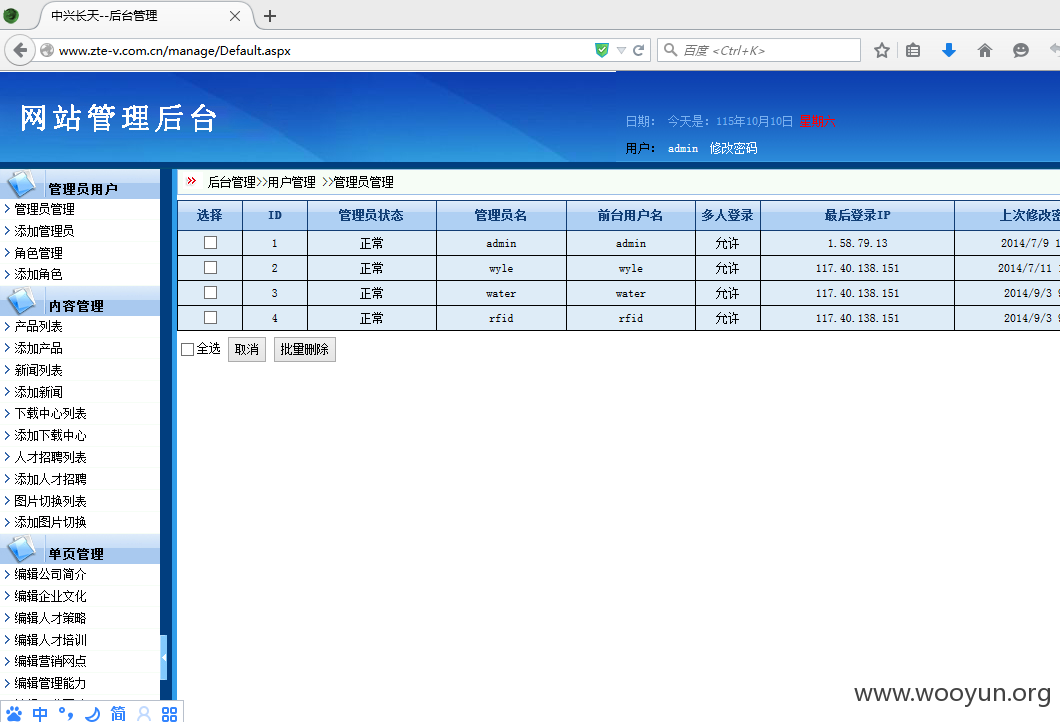 中兴长天--后台管理
www.zte-v.com.cn/manage/Default.aspx
百度 <Ctrl+K>
网站管理后台
日期: 今天是: 115年10月10日 星期六
用户: admin 修改密码
管理员用户
管理员管理
添加管理员
角色管理
添加角色
内容管理
产品列表
添加产品
新闻列表
添加新闻
下载中心列表
添加下载中心
人才招聘列表
添加人才招聘
图片切换列表
添加图片切换
单页管理
编辑公司简介
编辑企业文化
编辑人才策略
编辑人才培训
编辑营销网点
编辑管理能力
后台管理>>用户管理 >>管理员管理
选择 ID 管理员状态 管理员名 前台用户名 多人登录 最后登录IP 上次修改密
1 正常 admin admin 允许 1.58.79.13 2014/7/9 1
2 正常 wyle wyle 允许 117.40.138.151 2014/7/11
3 正常 water water 允许 117.40.138.151 2014/9/3 9
4 正常 rfid rfid 允许 117.40.138.151 2014/9/3 9
全选 取消 批量删除
中 简
www.wooyun.org